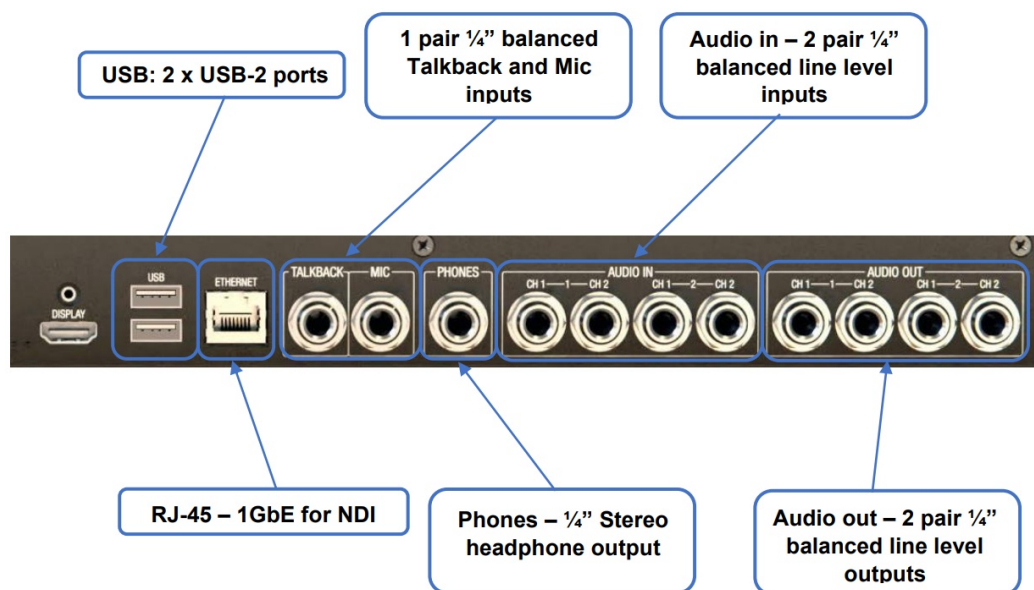 USB: 2 x USB-2 ports
1 pair ¼” balanced
Talkback and Mic
inputs
Audio in – 2 pair ¼”
balanced line level
inputs
DISPLAY
USB
ETHERNET
TALKBACK
MIC
PHONES
AUDIO IN
CH 1 1 CH 2
CH 1 2 CH 2
AUDIO OUT
CH 1 1 CH 2
CH 1 2 CH 2
RJ-45 – 1GbE for NDI
Phones – ¼” Stereo
headphone output
Audio out – 2 pair ¼”
balanced line level
outputs